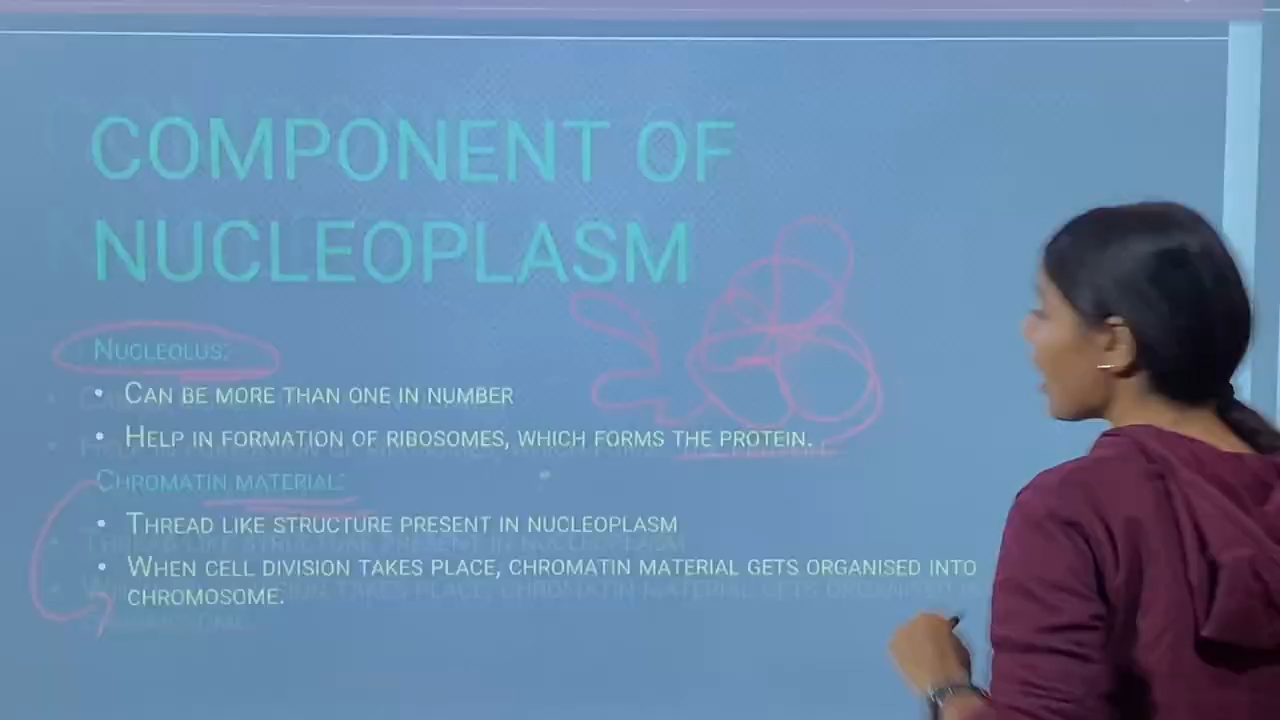 COMPONENT OF
NUCLEOPLASM
NUCLEOLUS:
• CAN BE MORE THAN ONE IN NUMBER
• HELP IN FORMATION OF RIBOSOMES, WHICH FORMS THE PROTEIN.
CHROMATIN MATERIAL:
• THREAD LIKE STRUCTURE PRESENT IN NUCLEOPLASM
• WHEN CELL DIVISION TAKES PLACE, CHROMATIN MATERIAL GETS ORGANISED INTO
CHROMOSOME.